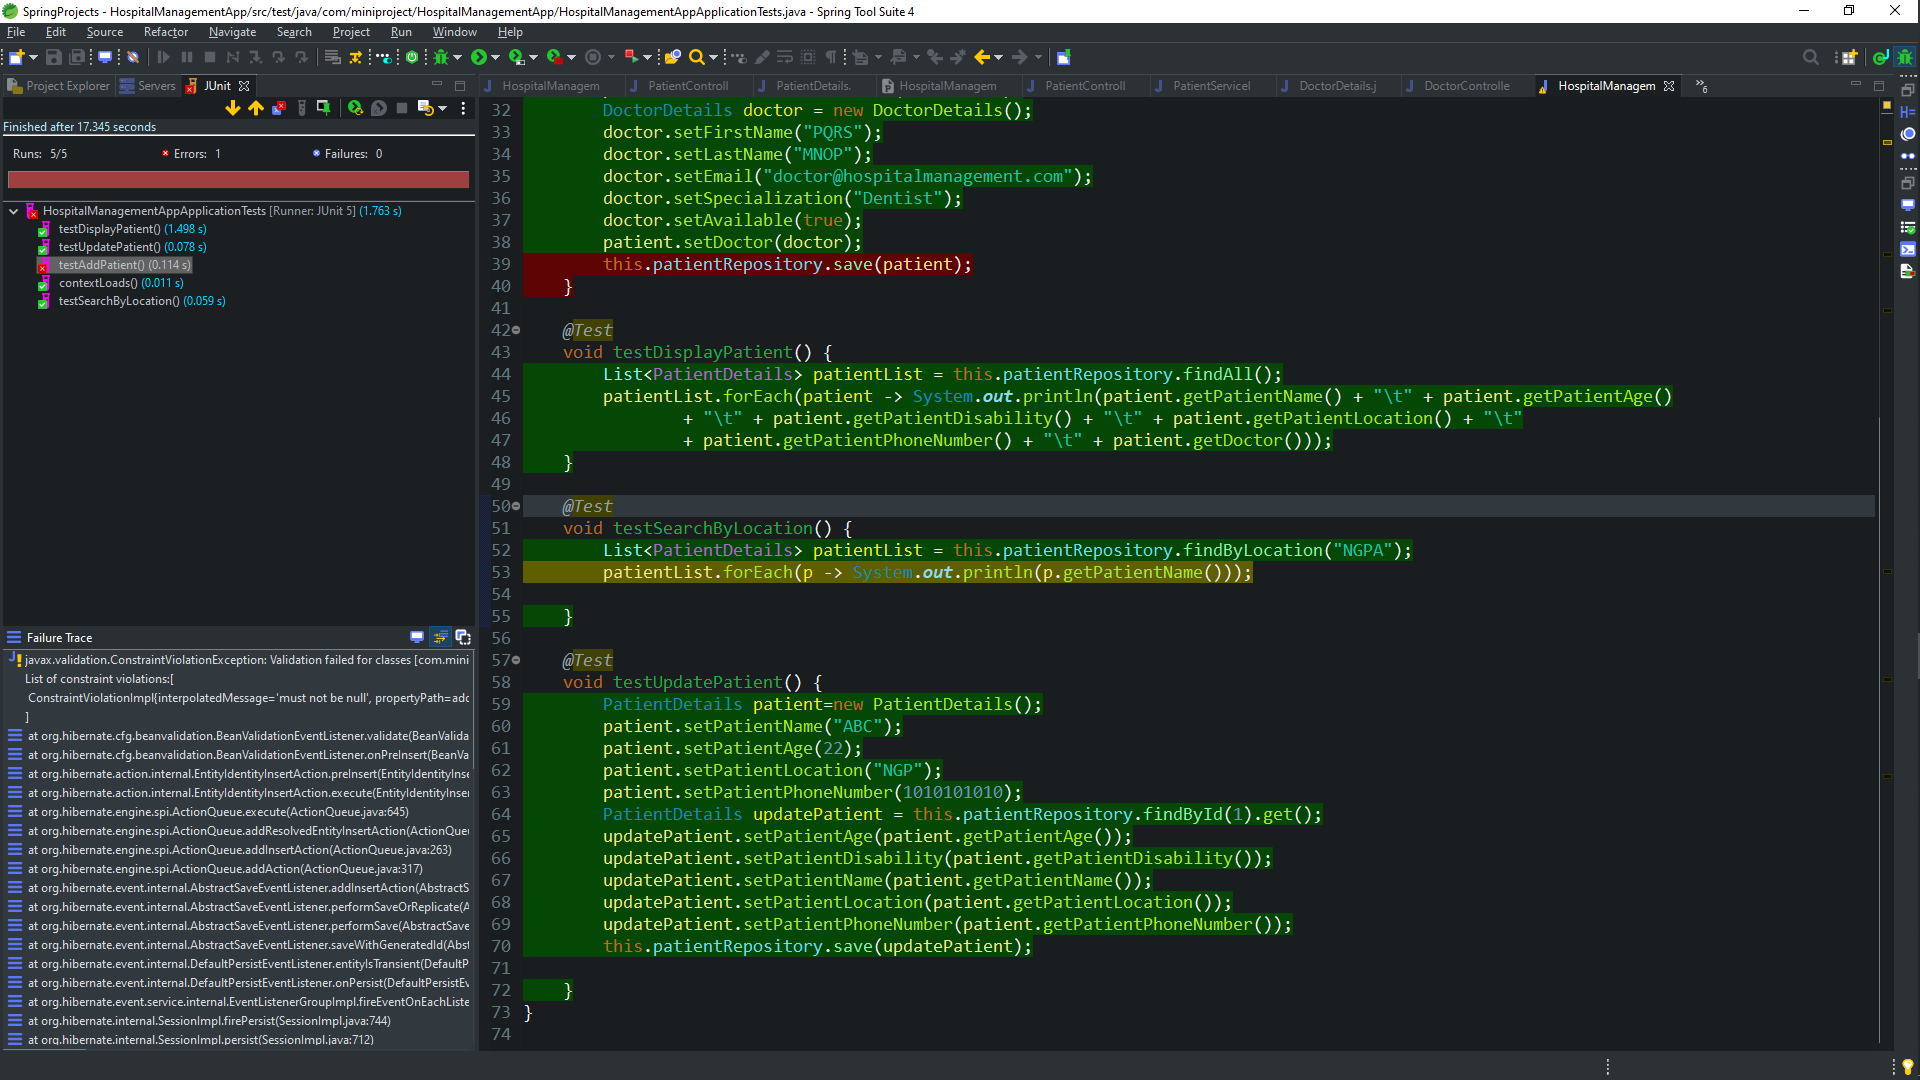 SpringProjects - HospitalManagementApp/src/test/java/com/miniproject/HospitalManagementApp/HospitalManagementAppApplicationTests.java - Spring Tool Suite 4
File Edit Source Refactor Navigate Search Project Run Window Help
Project Explorer Servers JUnit
HospitalManagem PatientControll PatientDetails. HospitalManagem PatientControll PatientServiceI DoctorDetails.j DoctorControlle HospitalManagem 6
Finished after 17.345 seconds
Runs: 5/5 Errors: 1 Failures: 0
HospitalManagementAppApplicationTests [Runner: JUnit 5] (1.763 s)
testDisplayPatient() (1.498 s)
testUpdatePatient() (0.078 s)
testAddPatient() (0.114 s)
contextLoads() (0.011 s)
testSearchByLocation() (0.059 s)
Failure Trace
javax.validation.ConstraintViolationException: Validation failed for classes [com.mini
List of constraint violations:[
ConstraintViolationImpl{interpolatedMessage='must not be null', propertyPath=adc
]
at org.hibernate.cfg.beanvalidation.BeanValidationEventListener.validate(BeanValida
at org.hibernate.cfg.beanvalidation.BeanValidationEventListener.onPreInsert(BeanVa
at org.hibernate.action.internal.EntityIdentityInsertAction.preInsert(EntityIdentityInse
at org.hibernate.action.internal.EntityIdentityInsertAction.execute(EntityIdentityInser
at org.hibernate.engine.spi.ActionQueue.execute(ActionQueue.java:645)
at org.hibernate.engine.spi.ActionQueue.addResolvedEntityInsertAction(ActionQueu
at org.hibernate.engine.spi.ActionQueue.addInsertAction(ActionQueue.java:263)
at org.hibernate.engine.spi.ActionQueue.addAction(ActionQueue.java:317)
at org.hibernate.event.internal.AbstractSaveEventListener.addInsertAction(AbstractS
at org.hibernate.event.internal.AbstractSaveEventListener.performSaveOrReplicate(A
at org.hibernate.event.internal.AbstractSaveEventListener.performSave(AbstractSave
at org.hibernate.event.internal.AbstractSaveEventListener.saveWithGeneratedId(Abst
at org.hibernate.event.internal.DefaultPersistEventListener.entityIsTransient(DefaultP
at org.hibernate.event.internal.DefaultPersistEventListener.onPersist(DefaultPersistEv
at org.hibernate.event.service.internal.EventListenerGroupImpl.fireEventOnEachListe
at org.hibernate.internal.SessionImpl.firePersist(SessionImpl.java:744)
at org.hibernate.internal.SessionImpl.persist(SessionImpl.java:712)
32 DoctorDetails doctor = new DoctorDetails();
33 doctor.setFirstName("PQRS");
34 doctor.setLastName("MNOP");
35 doctor.setEmail("doctor@hospitalmanagement.com");
36 doctor.setSpecialization("Dentist");
37 doctor.setAvailable(true);
38 patient.setDoctor(doctor);
39 this.patientRepository.save(patient);
40 }
41
42 @Test
43 void testDisplayPatient() {
44 List<PatientDetails> patientList = this.patientRepository.findAll();
45 patientList.forEach(patient -> System.out.println(patient.getPatientName() + "\t" + patient.getPatientAge()
46 + "\t" + patient.getPatientDisability() + "\t" + patient.getPatientLocation() + "\t"
47 + patient.getPatientPhoneNumber() + "\t" + patient.getDoctor()));
48 }
49
50 @Test
51 void testSearchByLocation() {
52 List<PatientDetails> patientList = this.patientRepository.findByLocation("NGPA");
53 patientList.forEach(p -> System.out.println(p.getPatientName()));
54
55 }
56
57 @Test
58 void testUpdatePatient() {
59 PatientDetails patient=new PatientDetails();
60 patient.setPatientName("ABC");
61 patient.setPatientAge(22);
62 patient.setPatientLocation("NGP");
63 patient.setPatientPhoneNumber(1010101010);
64 PatientDetails updatePatient = this.patientRepository.findById(1).get();
65 updatePatient.setPatientAge(patient.getPatientAge());
66 updatePatient.setPatientDisability(patient.getPatientDisability());
67 updatePatient.setPatientName(patient.getPatientName());
68 updatePatient.setPatientLocation(patient.getPatientLocation());
69 updatePatient.setPatientPhoneNumber(patient.getPatientPhoneNumber());
70 this.patientRepository.save(updatePatient);
71
72 }
73 }
74